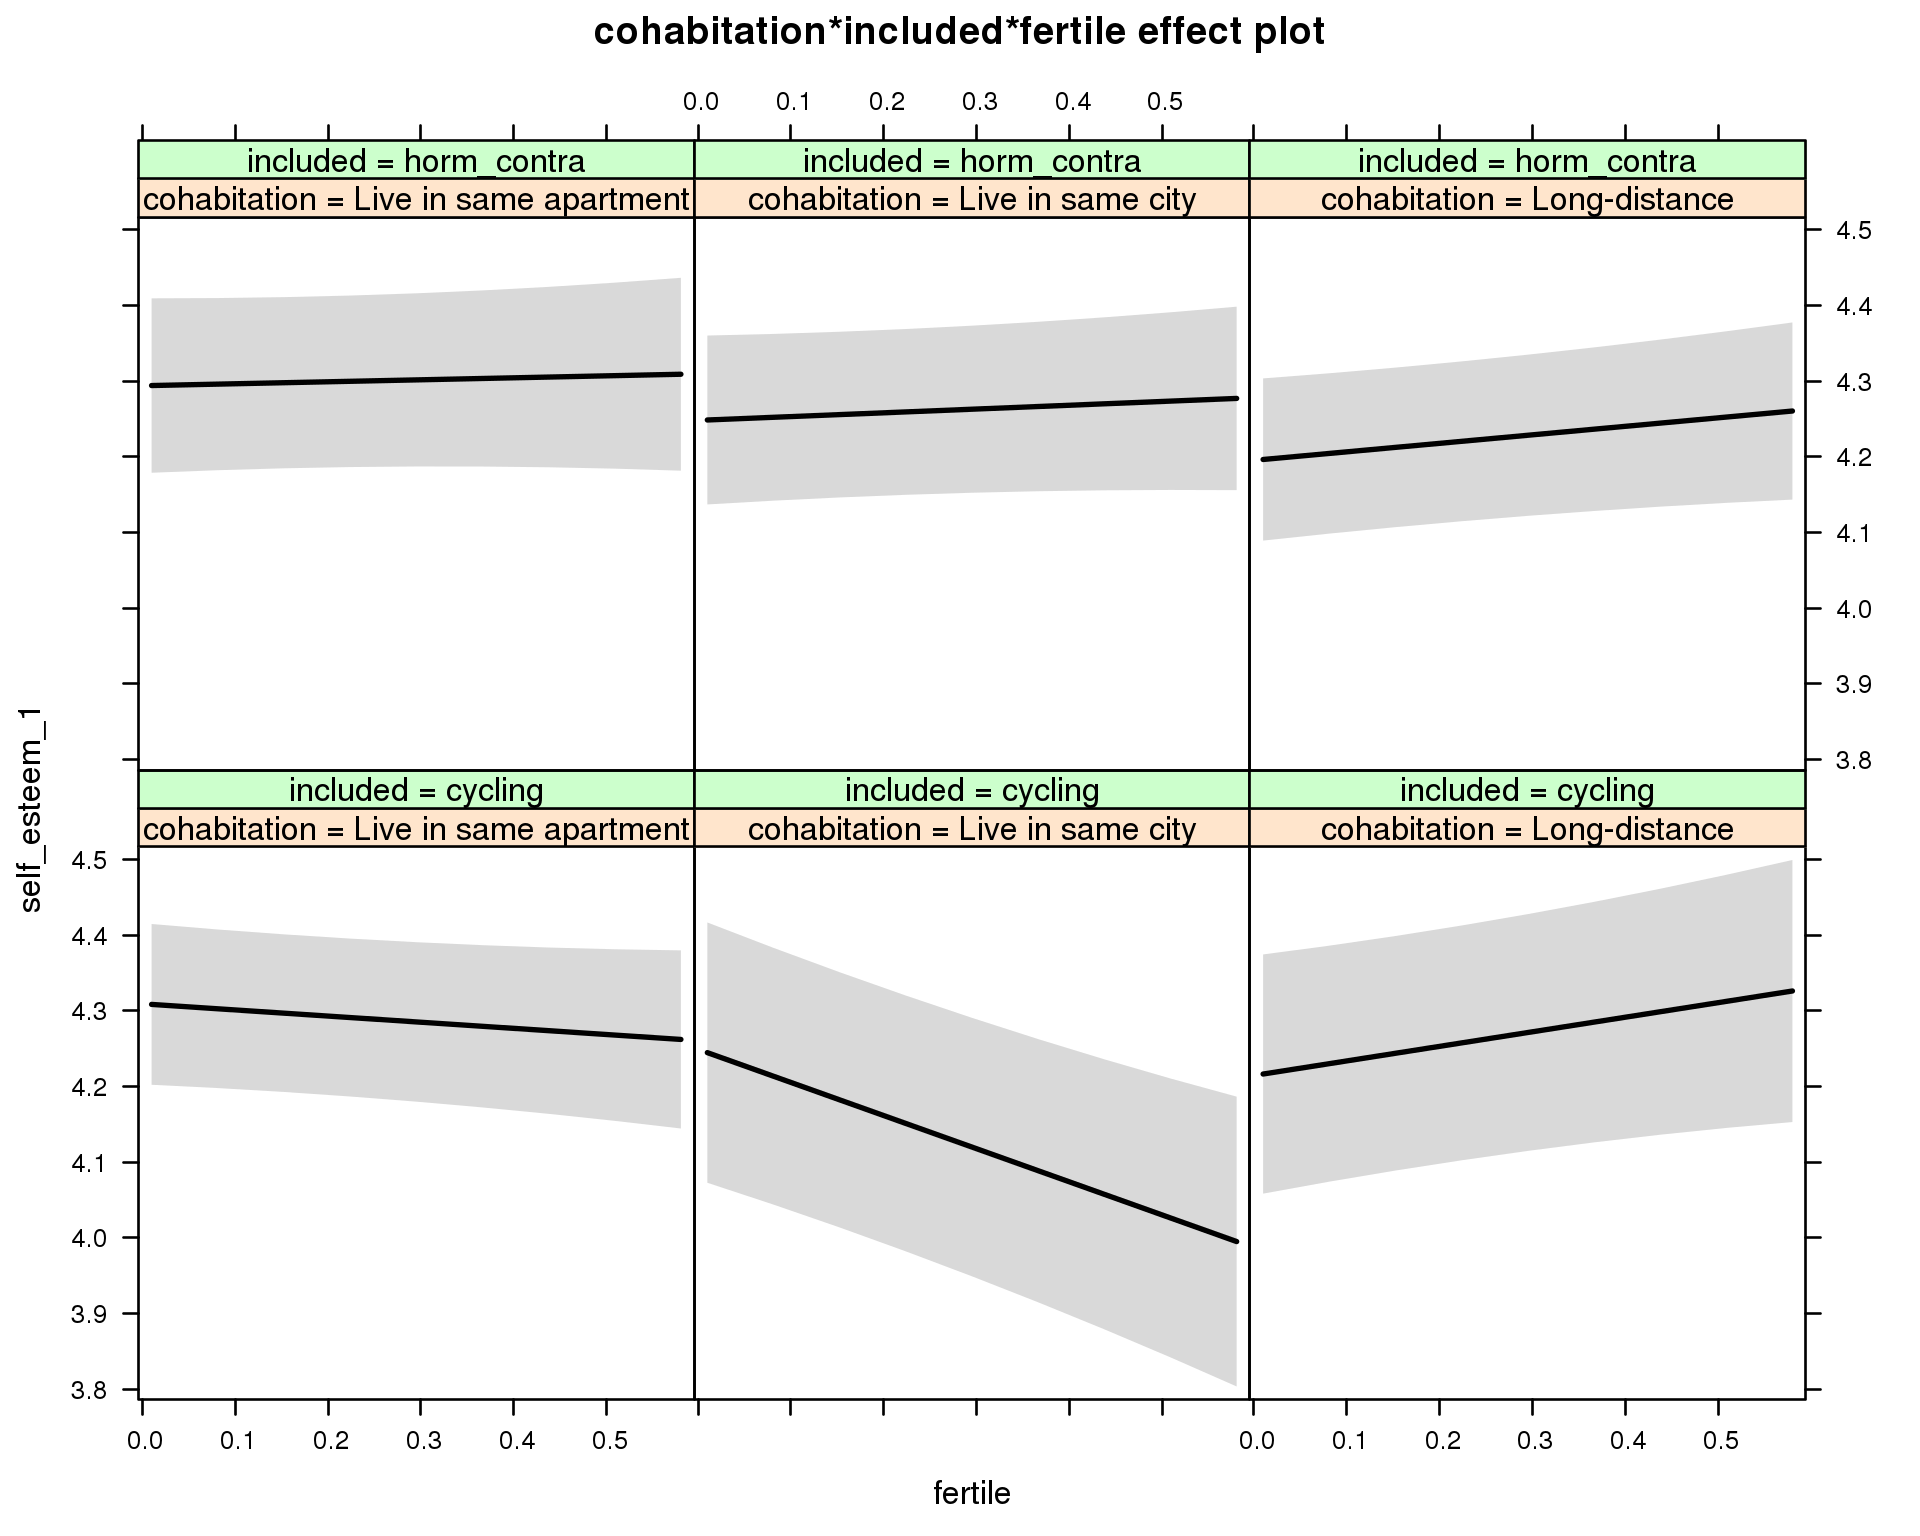 cohabitation*included*fertile effect plot
0.0 0.1 0.2 0.3 0.4 0.5
included = horm_contra included = horm_contra included = horm_contra
cohabitation = Live in same apartment cohabitation = Live in same city cohabitation = Long-distance
4.5
4.4
4.3
4.2
4.1
4.0
3.9
3.8
self_esteem_1
included = cycling included = cycling included = cycling
cohabitation = Live in same apartment cohabitation = Live in same city cohabitation = Long-distance
4.5
4.4
4.3
4.2
4.1
4.0
3.9
3.8
0.0 0.1 0.2 0.3 0.4 0.5 0.0 0.1 0.2 0.3 0.4 0.5
fertile